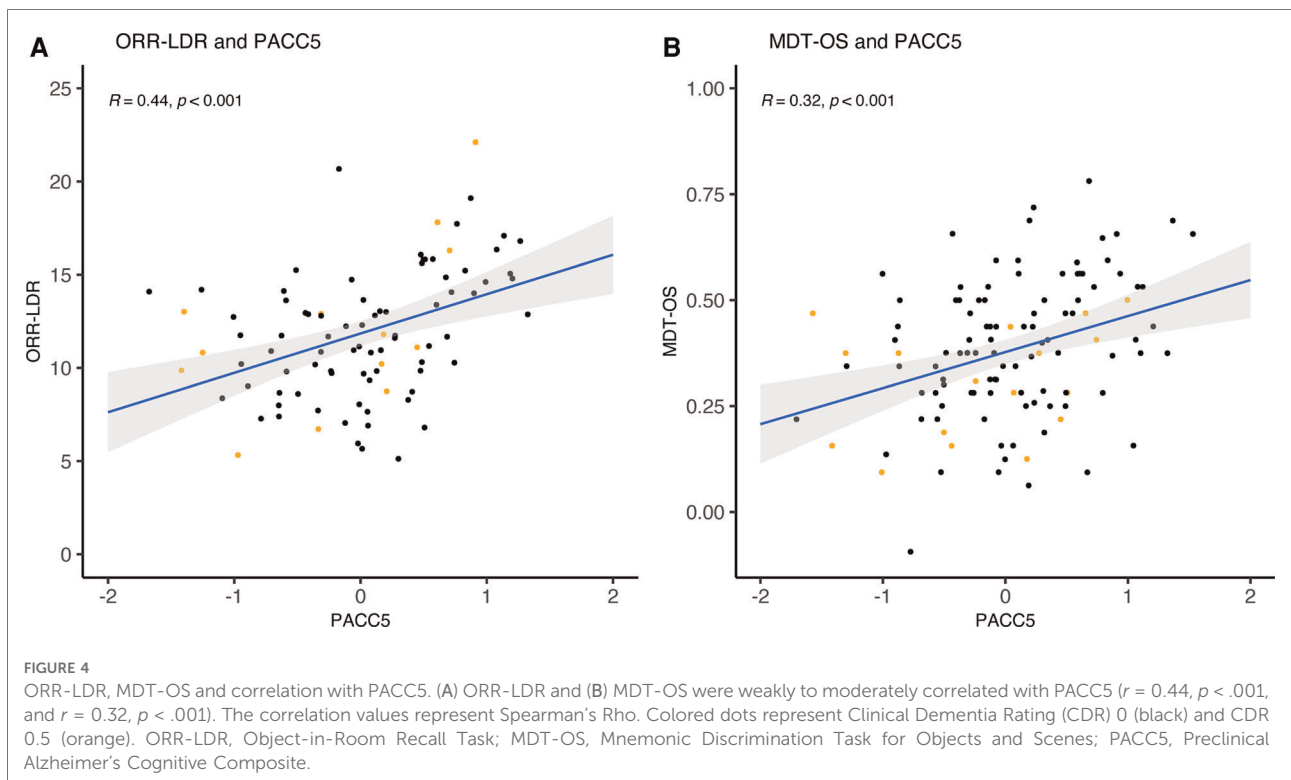 A ORR-LDR and PACC5
25
R = 0.44, p < 0.001
20
15
10
5
0
ORR-LDR
-2 -1 0 1 2
PACC5
B MDT-OS and PACC5
1.00
R = 0.32, p < 0.001
0.75
0.50
0.25
0.00
MDT-OS
-2 -1 0 1 2
PACC5
FIGURE 4
ORR-LDR, MDT-OS and correlation with PACC5. (A) ORR-LDR and (B) MDT-OS were weakly to moderately correlated with PACC5 (r = 0.44, p < .001,
and r = 0.32, p < .001). The correlation values represent Spearman's Rho. Colored dots represent Clinical Dementia Rating (CDR) 0 (black) and CDR
0.5 (orange). ORR-LDR, Object-in-Room Recall Task; MDT-OS, Mnemonic Discrimination Task for Objects and Scenes; PACC5, Preclinical
Alzheimer's Cognitive Composite.